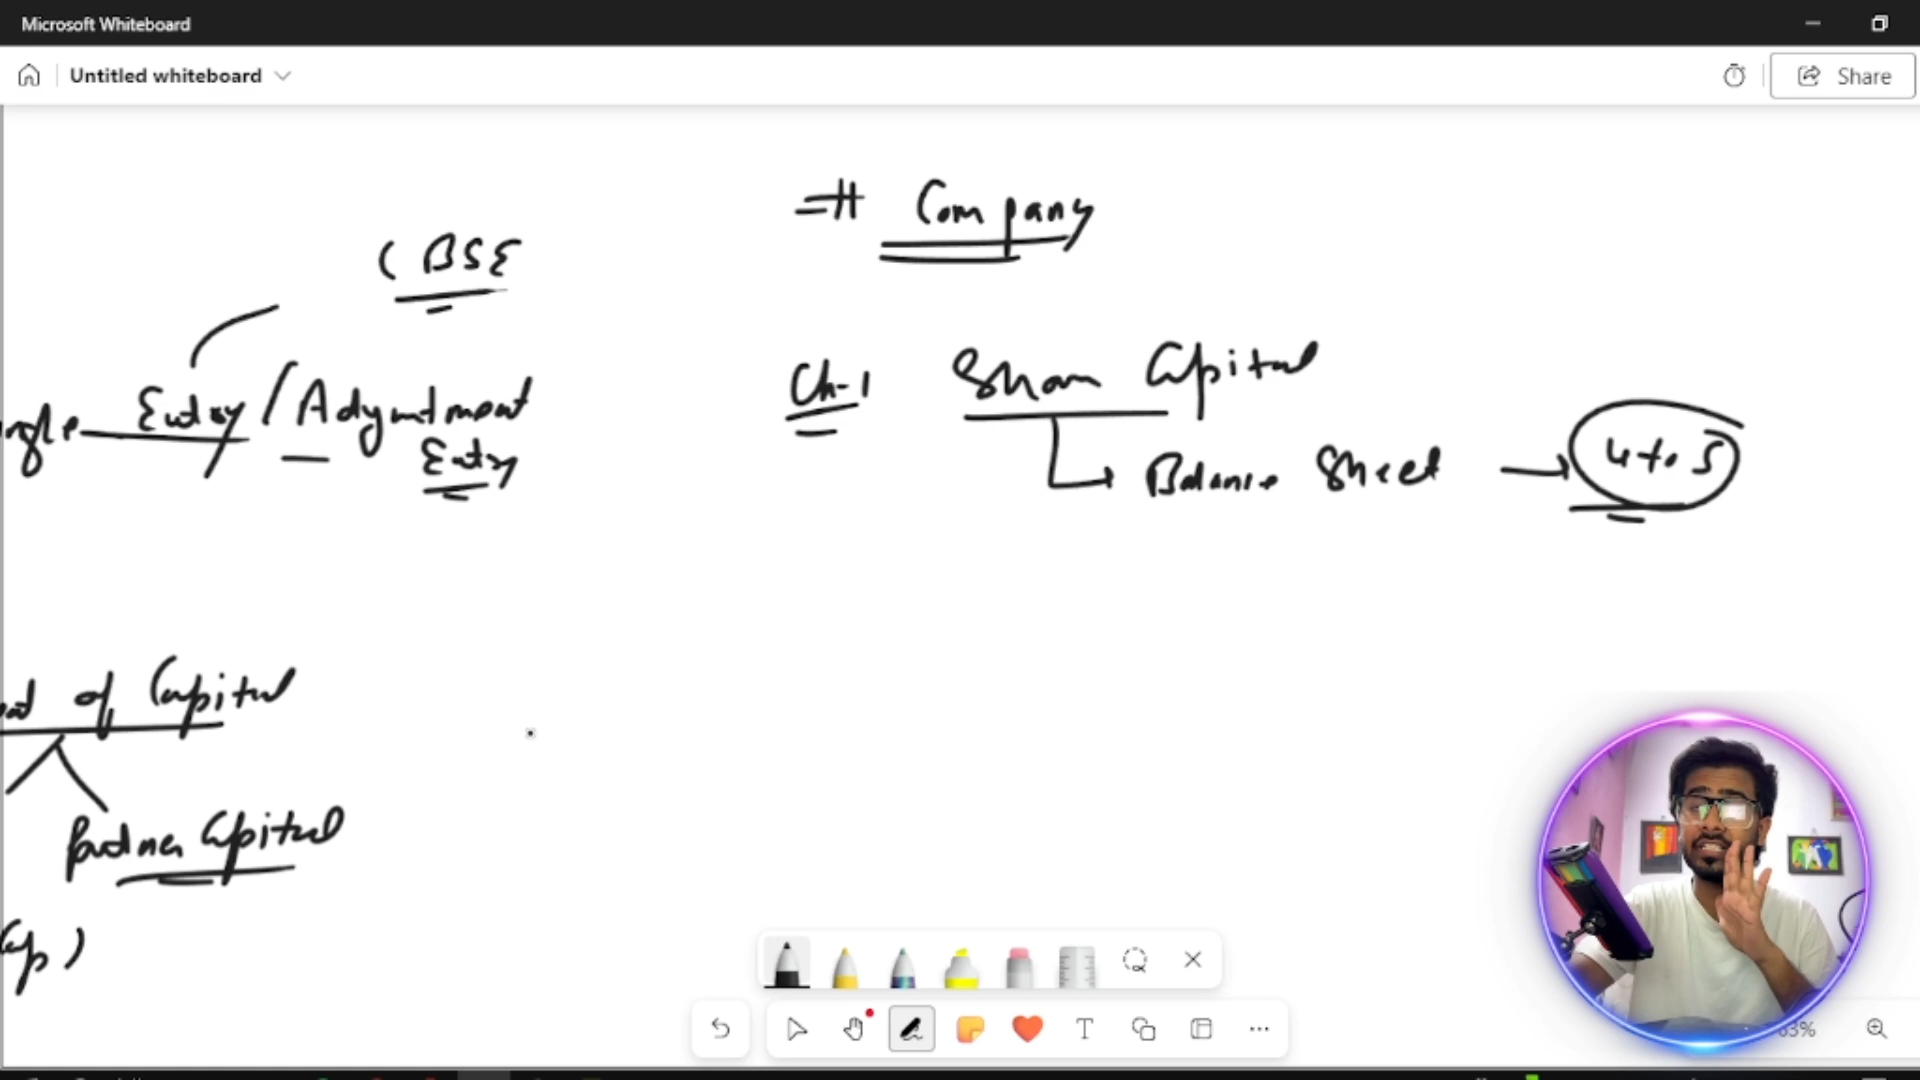 Microsoft Whiteboard
Untitled whiteboard
Share
# Company
CBSE
Entry / Adjustment
Entry
Ch-1 Share Capital
Balance Sheet → 4 to 5
of Capital
Partner Capital
Cap)